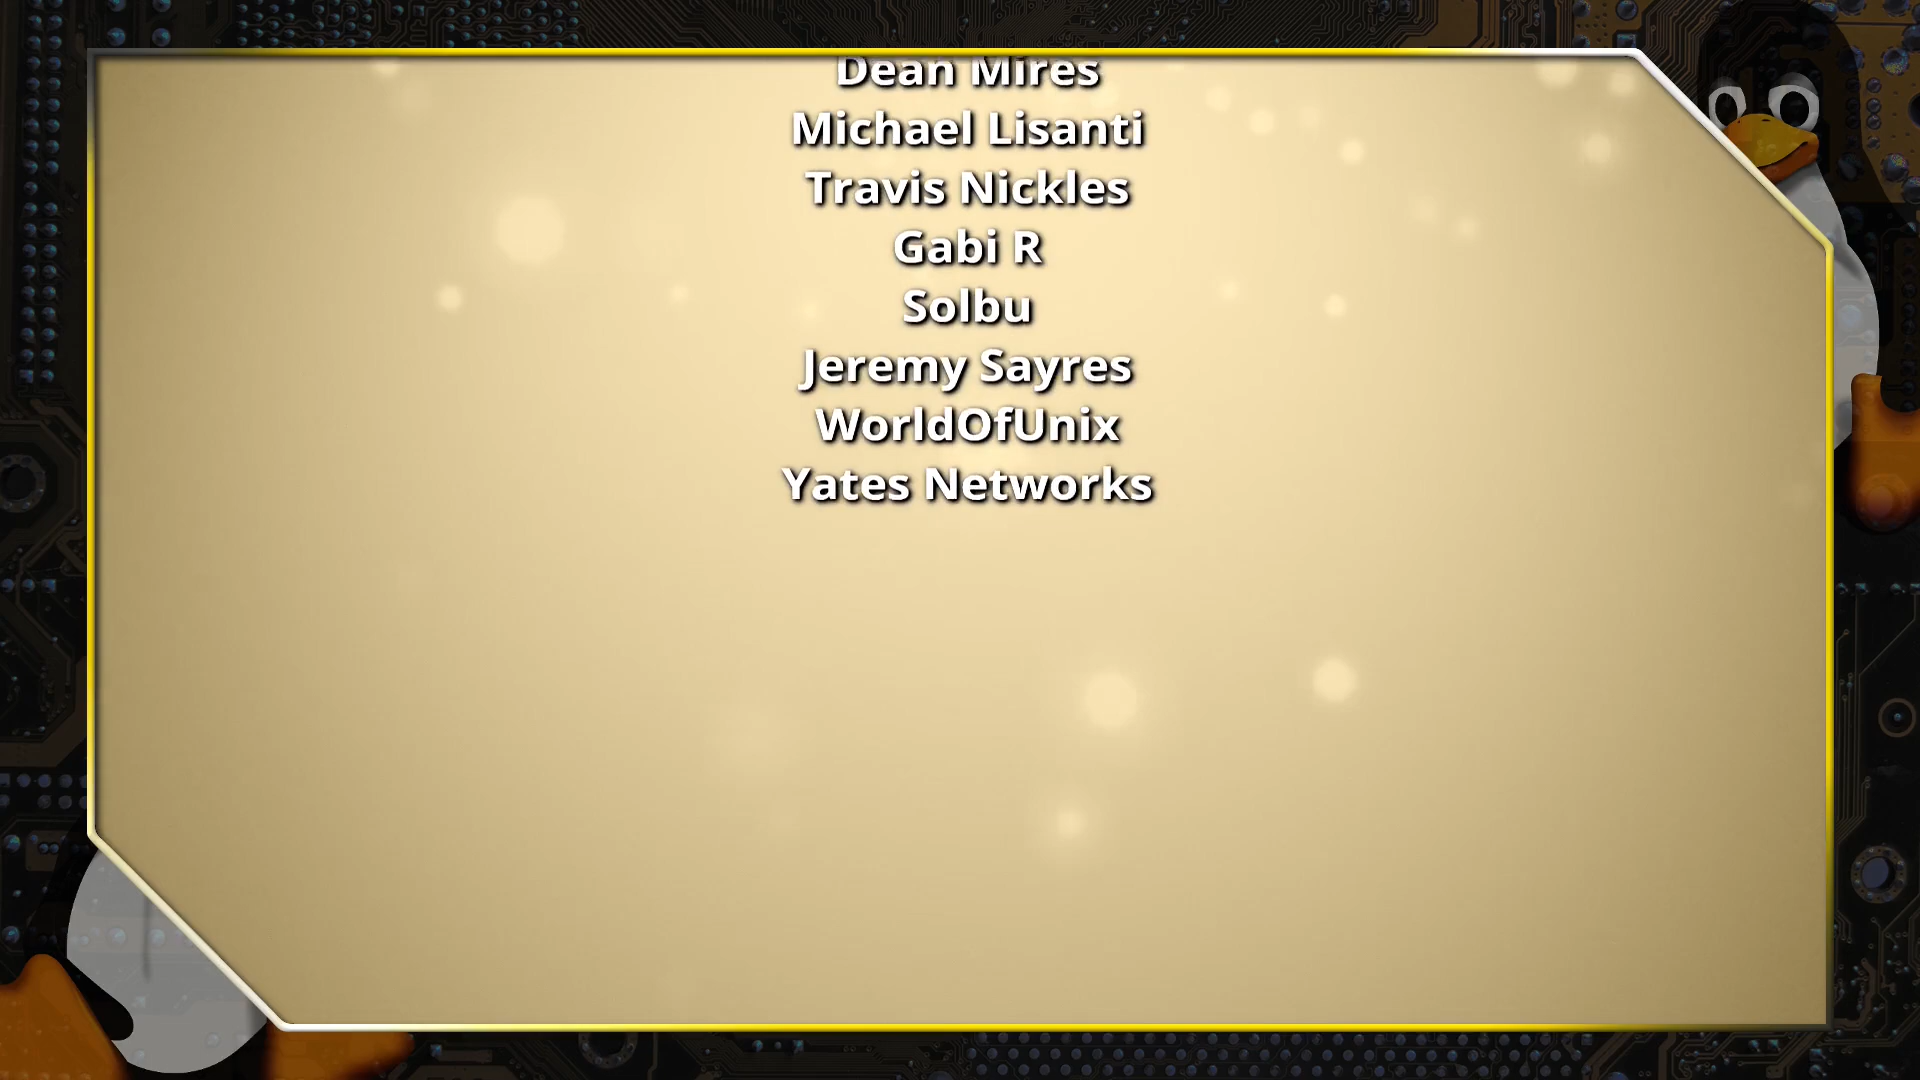 Dean Mires
Michael Lisanti
Travis Nickles
Gabi R
Solbu
Jeremy Sayres
WorldOfUnix
Yates Networks